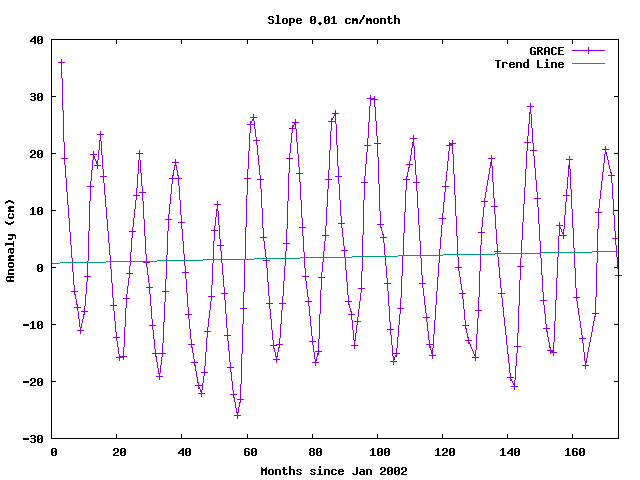 Slope 0.01 cm/month
GRACE
Trend Line
40
30
20
10
0
-10
-20
-30
Anomaly (cm)
0 20 40 60 80 100 120 140 160
Months since Jan 2002